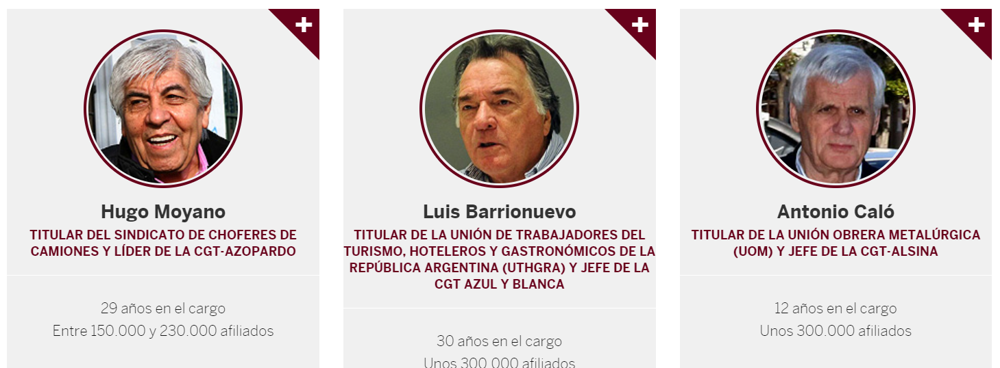 Hugo Moyano
TITULAR DEL SINDICATO DE CHOFERES DE
CAMIONES Y LÍDER DE LA CGT-AZOPARDO
29 años en el cargo
Entre 150.000 y 230.000 afiliados
Luis Barrionuevo
TITULAR DE LA UNIÓN DE TRABAJADORES DEL
TURISMO, HOTELEROS Y GASTRONÓMICOS DE LA
REPÚBLICA ARGENTINA (UTHGRA) Y JEFE DE LA
CGT AZUL Y BLANCA
30 años en el cargo
Unos 300.000 afiliados
Antonio Caló
TITULAR DE LA UNIÓN OBRERA METALÚRGICA
(UOM) Y JEFE DE LA CGT-ALSINA
12 años en el cargo
Unos 300.000 afiliados